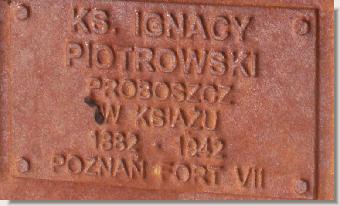 KS. IGNACY
PIOTROWSKI
PROBOSZCZ
W KSIĄŻU
1882 - 1942
POZNAŃ FORT VII